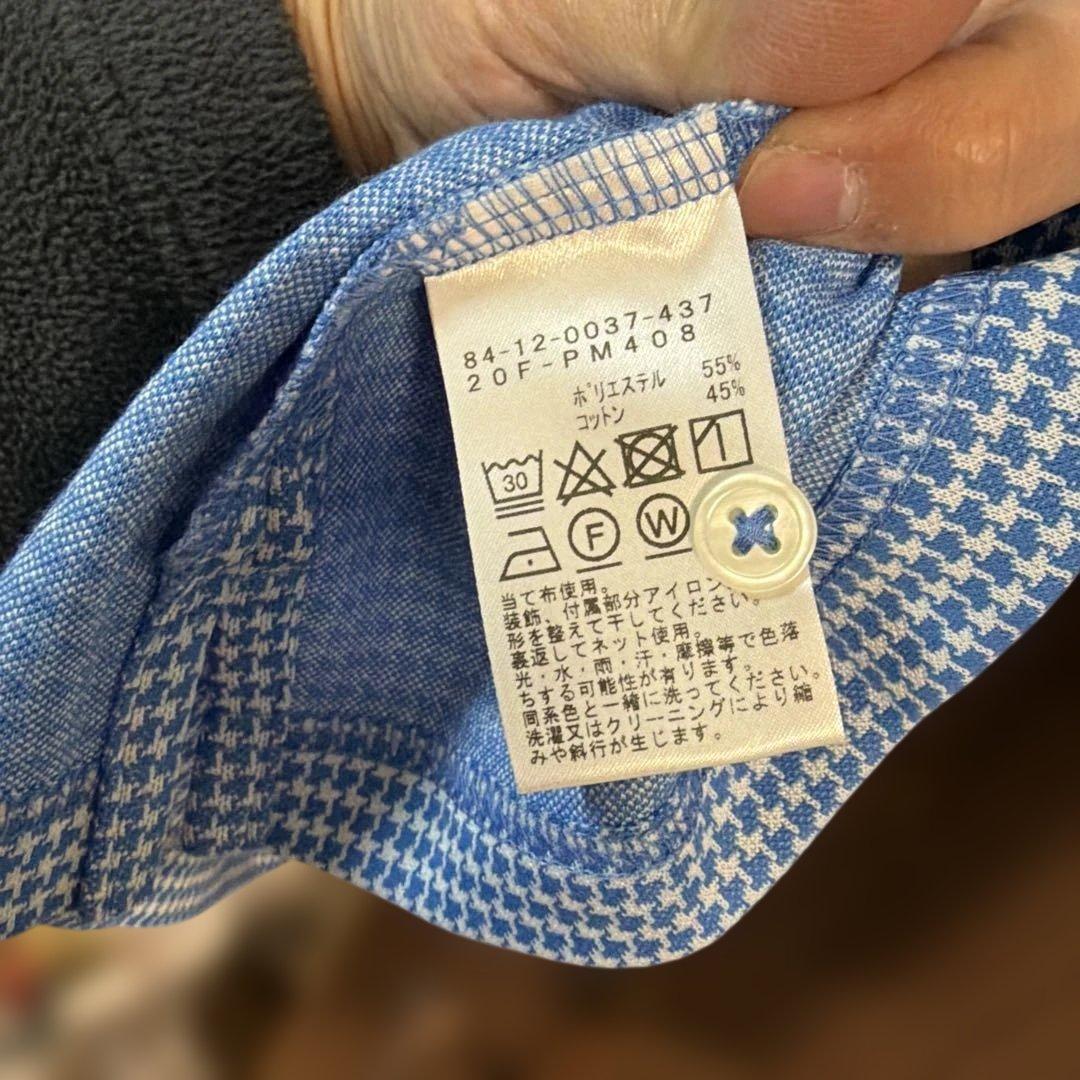 84-12-0037-437
20F-PM408
ポリエステル 55%
コットン 45%
30
F
W
当て布使用。
装飾、付属部分アイロン
形を整えて干してください。
裏返してネット使用。
光・水・雨・汗・摩擦等で色落
ちする可能性が有ります。
同系色と一緒に洗ってください。
洗濯又はクリーニングにより縮
みや斜行が生じます。